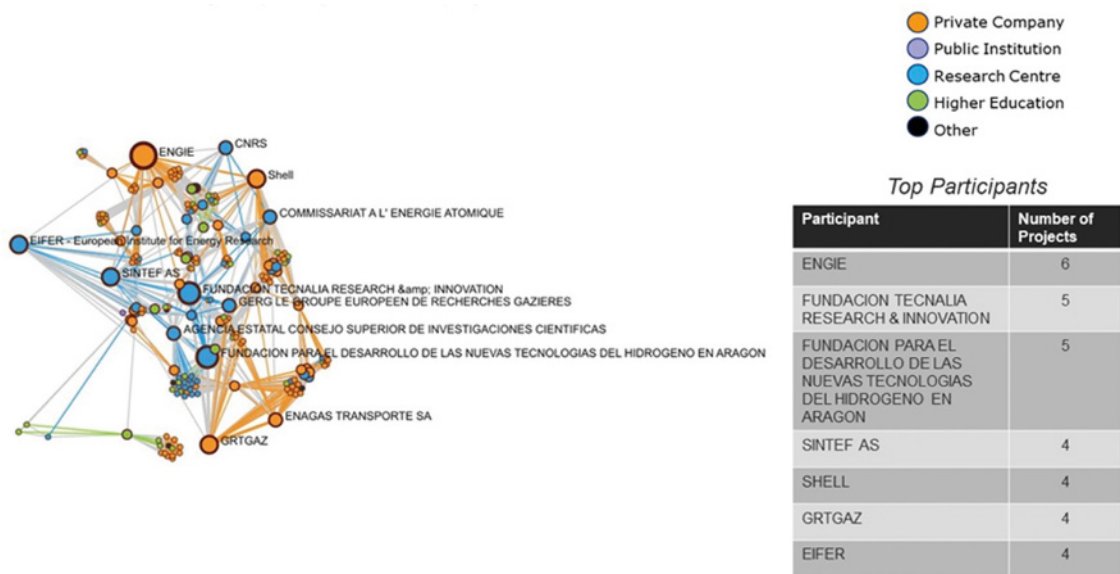 Private Company
Public Institution
Research Centre
Higher Education
Other
ENGIE
CNRS
Shell
COMMISSARIAT A L' ENERGIE ATOMIQUE
EIFER - European Institute for Energy Research
SINTEF AS
FUNDACION TECNALIA RESEARCH &amp; INNOVATION
GERG LE GROUPE EUROPEEN DE RECHERCHES GAZIERES
AGENCIA ESTATAL CONSEJO SUPERIOR DE INVESTIGACIONES CIENTIFICAS
FUNDACION PARA EL DESARROLLO DE LAS NUEVAS TECNOLOGIAS DEL HIDROGENO EN ARAGON
ENAGAS TRANSPORTE SA
GRTGAZ
Top Participants
Participant
Number of
Projects
ENGIE 6
FUNDACION TECNALIA 5
RESEARCH & INNOVATION
FUNDACION PARA EL 5
DESARROLLO DE LAS
NUEVAS TECNOLOGIAS
DEL HIDROGENO EN
ARAGON
SINTEF AS 4
SHELL 4
GRTGAZ 4
EIFER 4